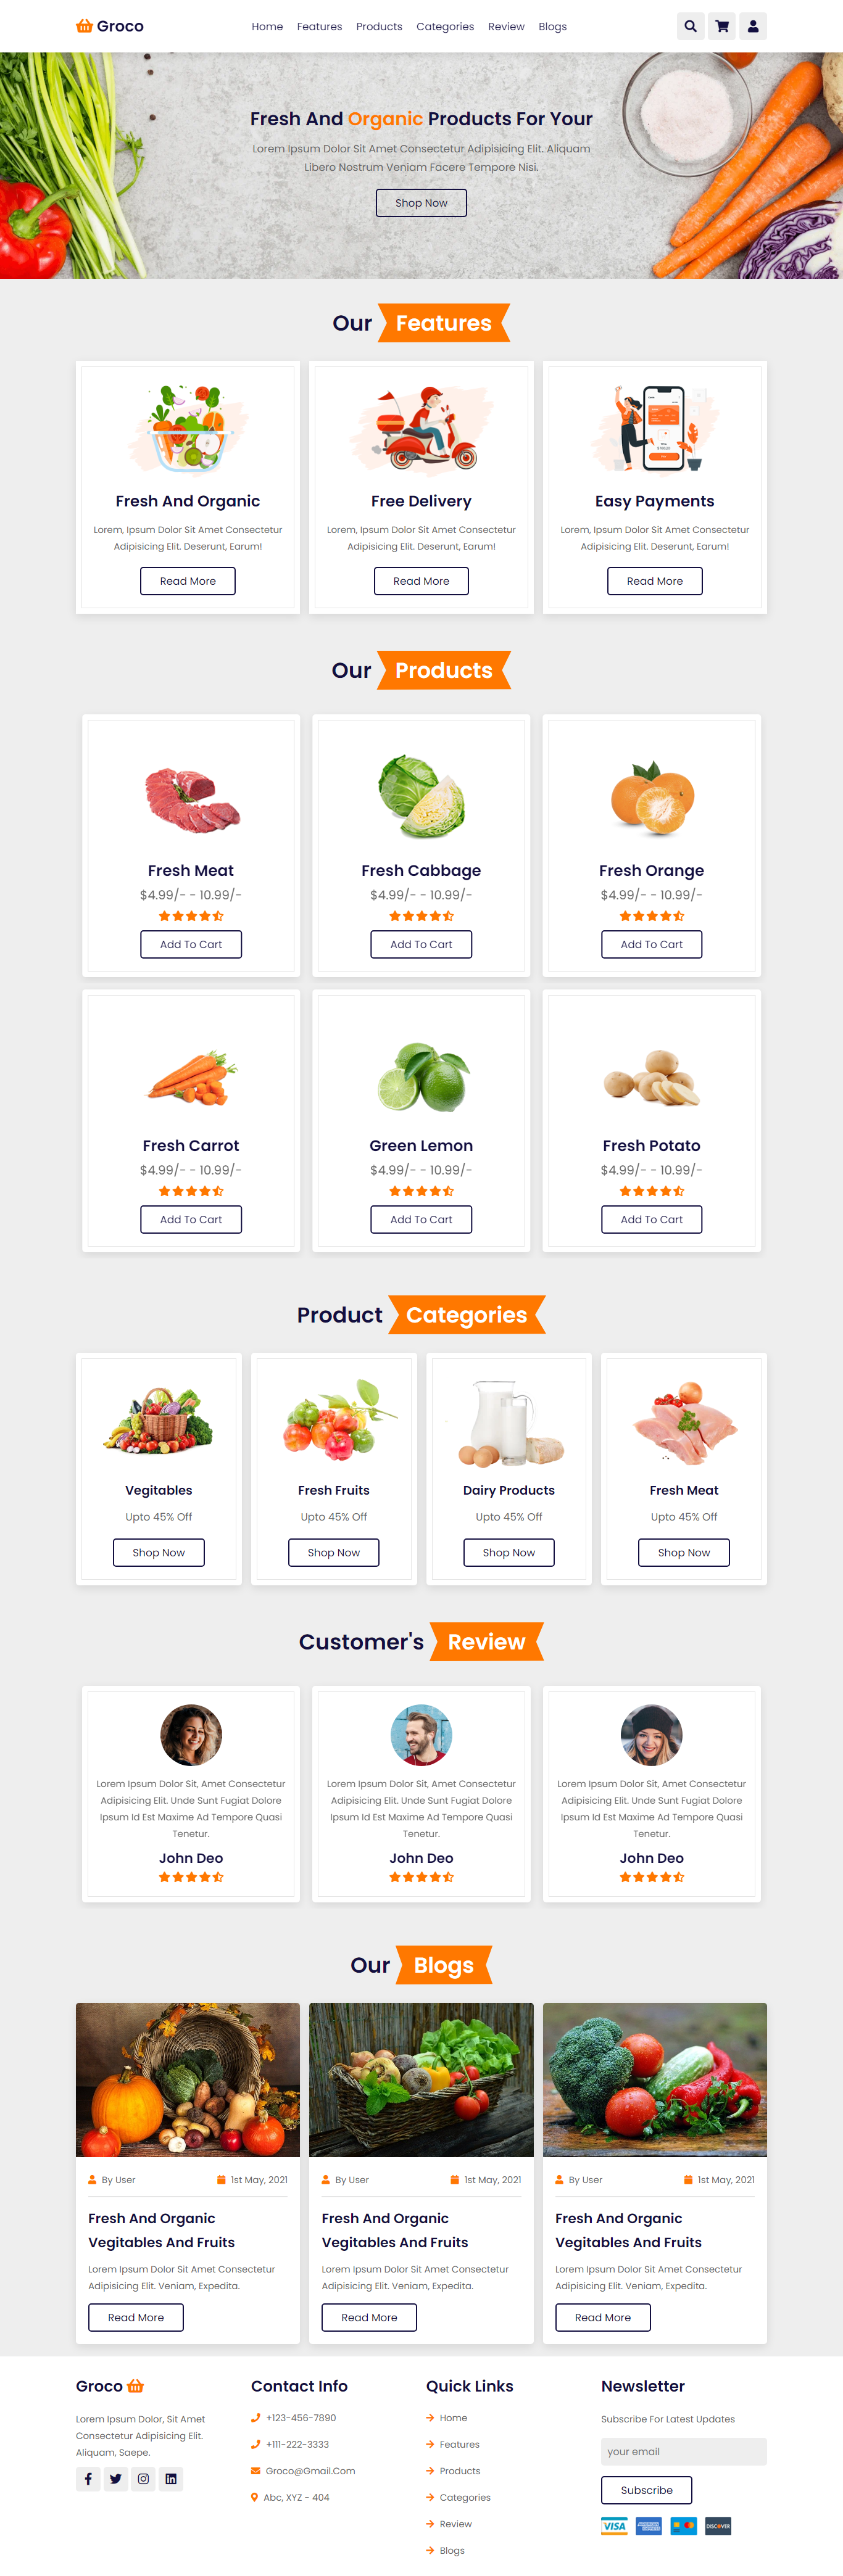 Groco
Home Features Products Categories Review Blogs
Fresh And Organic Products For Your
Lorem Ipsum Dolor Sit Amet Consectetur Adipisicing Elit. Aliquam
Libero Nostrum Veniam Facere Tempore Nisi.
Shop Now
Our Features
Fresh And Organic
Lorem, Ipsum Dolor Sit Amet Consectetur
Adipisicing Elit. Deserunt, Earum!
Read More
Free Delivery
Lorem, Ipsum Dolor Sit Amet Consectetur
Adipisicing Elit. Deserunt, Earum!
Read More
Easy Payments
Lorem, Ipsum Dolor Sit Amet Consectetur
Adipisicing Elit. Deserunt, Earum!
Read More
Our Products
Fresh Meat
$4.99/- - 10.99/-
Add To Cart
Fresh Cabbage
$4.99/- - 10.99/-
Add To Cart
Fresh Orange
$4.99/- - 10.99/-
Add To Cart
Fresh Carrot
$4.99/- - 10.99/-
Add To Cart
Green Lemon
$4.99/- - 10.99/-
Add To Cart
Fresh Potato
$4.99/- - 10.99/-
Add To Cart
Product Categories
Vegitables
Upto 45% Off
Shop Now
Fresh Fruits
Upto 45% Off
Shop Now
Dairy Products
Upto 45% Off
Shop Now
Fresh Meat
Upto 45% Off
Shop Now
Customer's Review
Lorem Ipsum Dolor Sit, Amet Consectetur
Adipisicing Elit. Unde Sunt Fugiat Dolore
Ipsum Id Est Maxime Ad Tempore Quasi
Tenetur.
John Deo
Lorem Ipsum Dolor Sit, Amet Consectetur
Adipisicing Elit. Unde Sunt Fugiat Dolore
Ipsum Id Est Maxime Ad Tempore Quasi
Tenetur.
John Deo
Lorem Ipsum Dolor Sit, Amet Consectetur
Adipisicing Elit. Unde Sunt Fugiat Dolore
Ipsum Id Est Maxime Ad Tempore Quasi
Tenetur.
John Deo
Our Blogs
By User 1st May, 2021
Fresh And Organic
Vegitables And Fruits
Lorem Ipsum Dolor Sit Amet Consectetur
Adipisicing Elit. Veniam, Expedita.
Read More
By User 1st May, 2021
Fresh And Organic
Vegitables And Fruits
Lorem Ipsum Dolor Sit Amet Consectetur
Adipisicing Elit. Veniam, Expedita.
Read More
By User 1st May, 2021
Fresh And Organic
Vegitables And Fruits
Lorem Ipsum Dolor Sit Amet Consectetur
Adipisicing Elit. Veniam, Expedita.
Read More
Groco
Lorem Ipsum Dolor, Sit Amet
Consectetur Adipisicing Elit.
Aliquam, Saepe.
Contact Info
+123-456-7890
+111-222-3333
Groco@Gmail.Com
Abc, XYZ - 404
Quick Links
Home
Features
Products
Categories
Review
Blogs
Newsletter
Subscribe For Latest Updates
your email
Subscribe
VISA
DISCOVER